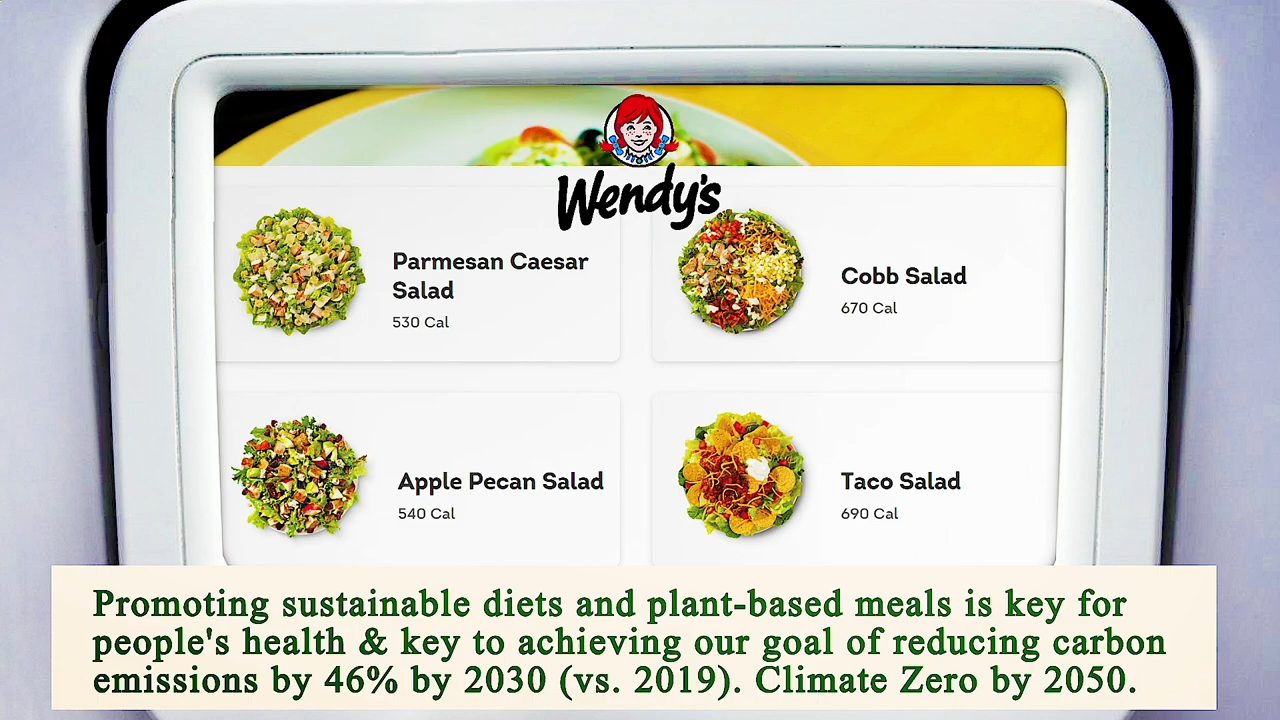 Wendy's
Parmesan Caesar
Salad
530 Cal
Cobb Salad
670 Cal
Apple Pecan Salad
540 Cal
Taco Salad
690 Cal
Promoting sustainable diets and plant-based meals is key for
people's health & key to achieving our goal of reducing carbon
emissions by 46% by 2030 (vs. 2019). Climate Zero by 2050.